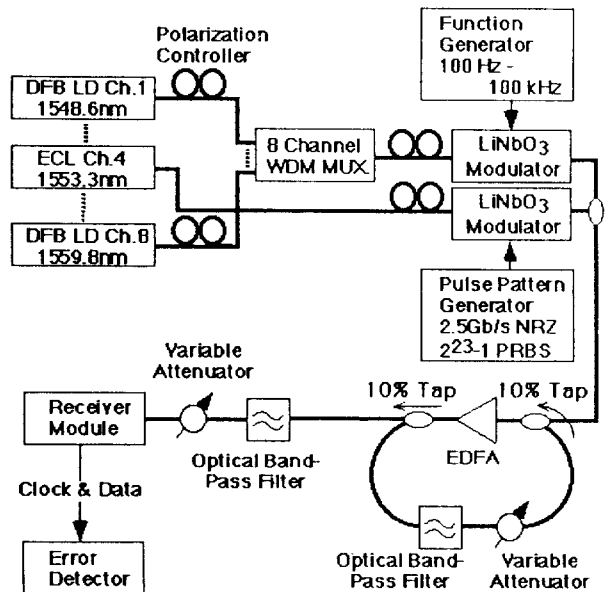 Polarization
Controller
Function
Generator
100 Hz -
100 kHz
DFB LD Ch.1
1548.6nm
ECL Ch.4
1553.3nm
DFB LD Ch.8
1559.8nm
8 Channel
WDM MUX.
LiNbO3
Modulator
LiNbO3
Modulator
Pulse Pattern
Generator
2.5Gb/s NRZ
2²³-1 PRBS
Variable
Attenuator
10% Tap
10% Tap
Receiver
Module
Optical Band-
Pass Filter
EDFA
Clock & Data
Error
Detector
Optical Band-
Pass Filter
Variable
Attenuator